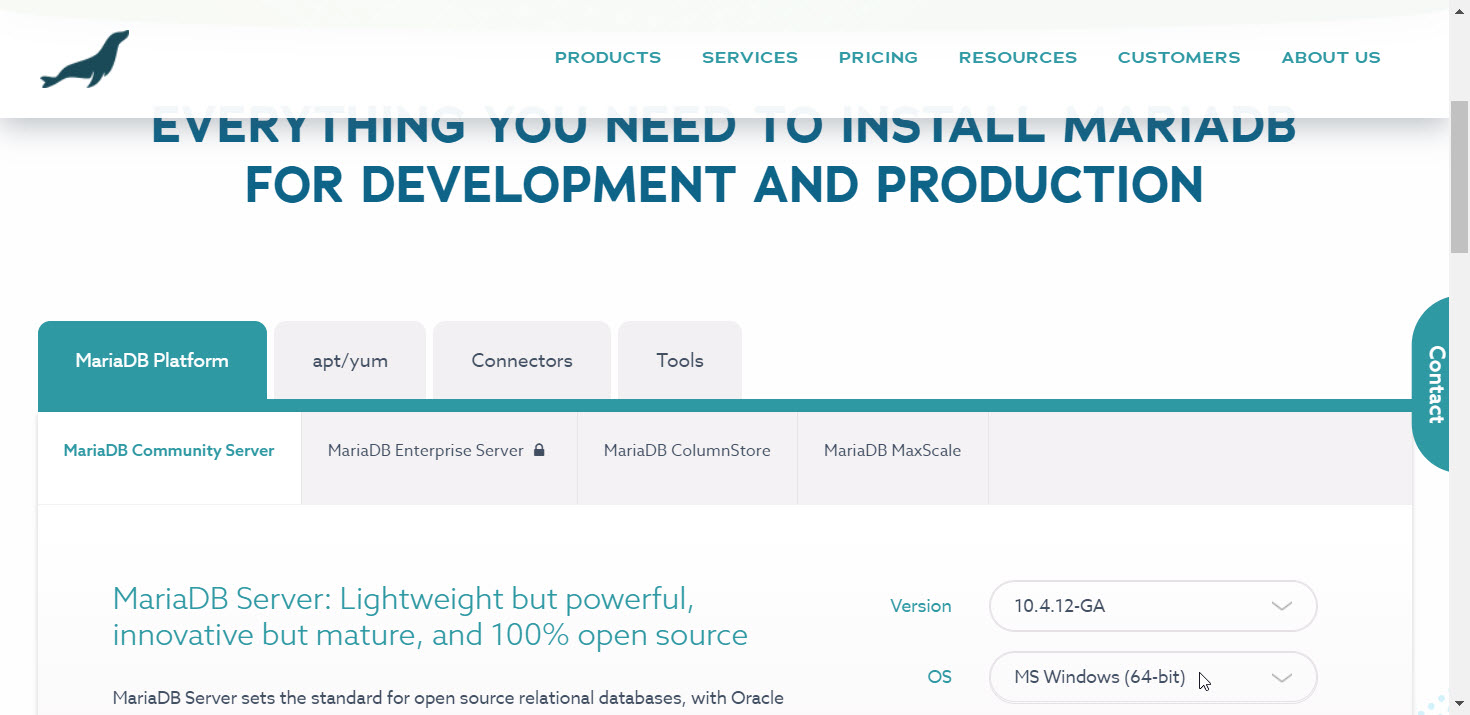 PRODUCTS SERVICES PRICING RESOURCES CUSTOMERS ABOUT US
EVERYTHING YOU NEED TO INSTALL MARIADB
FOR DEVELOPMENT AND PRODUCTION
MariaDB Platform apt/yum Connectors Tools
Contact
MariaDB Community Server MariaDB Enterprise Server MariaDB ColumnStore MariaDB MaxScale
MariaDB Server: Lightweight but powerful,
innovative but mature, and 100% open source
Version 10.4.12-GA
OS MS Windows (64-bit)
MariaDB Server sets the standard for open source relational databases, with Oracle